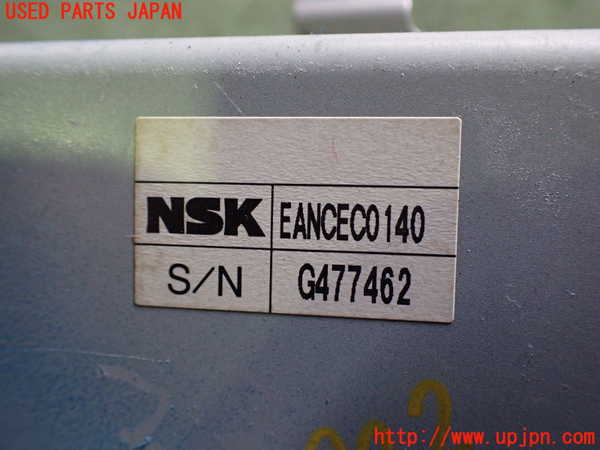 USED PARTS JAPAN
NSK EANCEC0140
S/N G477462
http://www.upjpn.com/